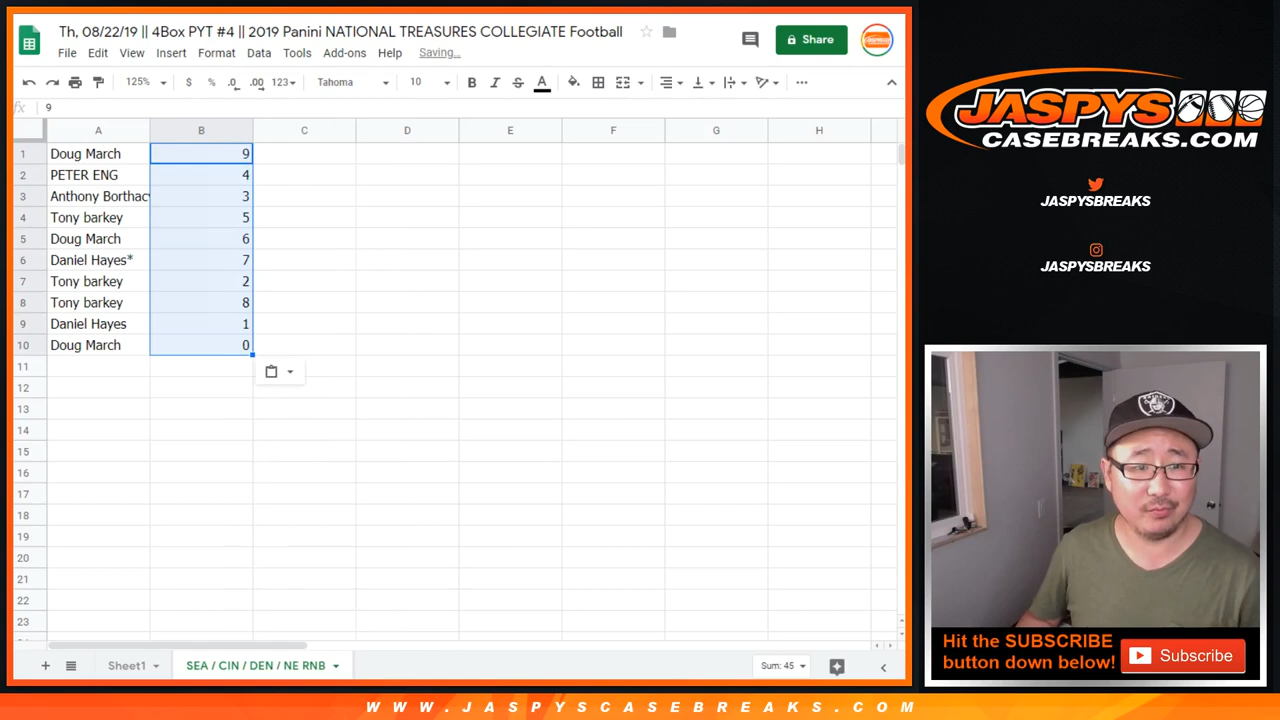 Th, 08/22/19 || 4Box PYT #4 || 2019 Panini NATIONAL TREASURES COLLEGIATE Football
File Edit View Insert Format Data Tools Add-ons Help Saving...
Share
125% $ % .0 .00 123 Tahoma 10 B I S A
fx 9
A B C D E F G H
1 Doug March 9
2 PETER ENG 4
3 Anthony Borthac 3
4 Tony barkey 5
5 Doug March 6
6 Daniel Hayes* 7
7 Tony barkey 2
8 Tony barkey 8
9 Daniel Hayes 1
10 Doug March 0
11
12
13
14
15
16
17
18
19
20
21
22
23
Sheet1 SEA / CIN / DEN / NE RNB Sum: 45
JASPYS
CASEBREAKS.COM
JASPYSBREAKS
JASPYSBREAKS
RAIDERS
Hit the SUBSCRIBE
button down below!
Subscribe
WWW.JASPYSCASEBREAKS.COM